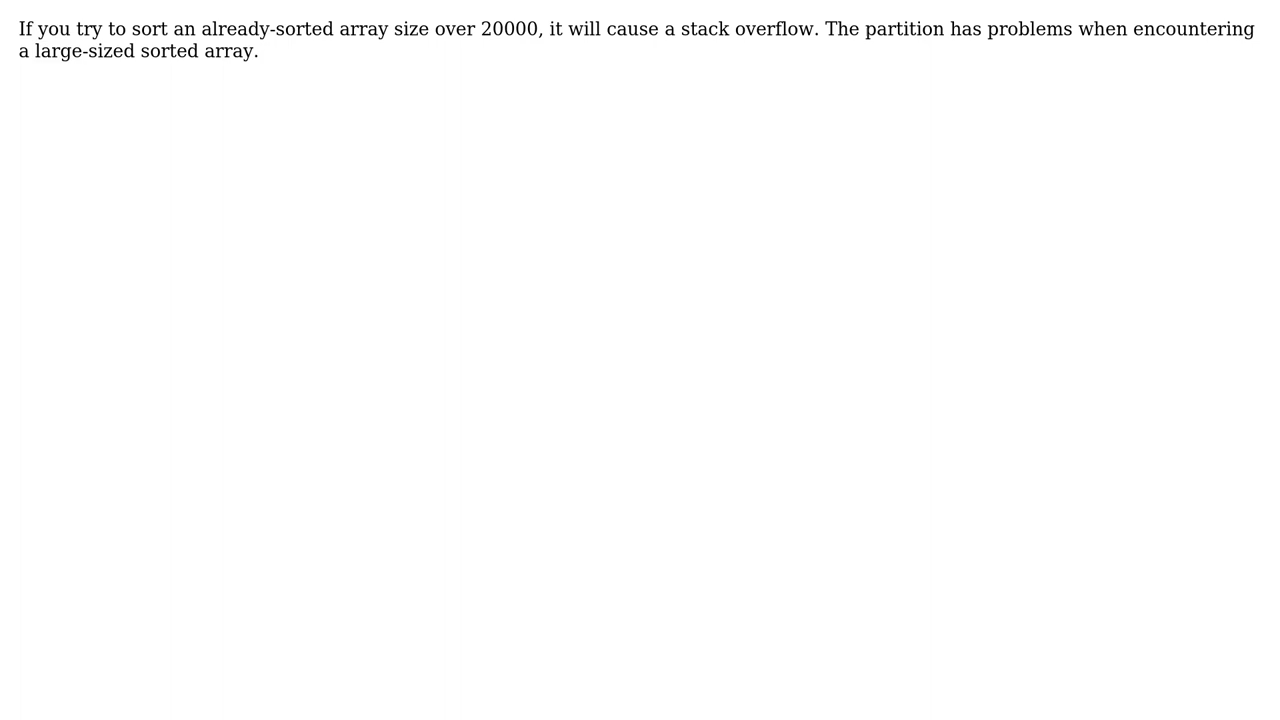 If you try to sort an already-sorted array size over 20000, it will cause a stack overflow. The partition has problems when encountering
a large-sized sorted array.